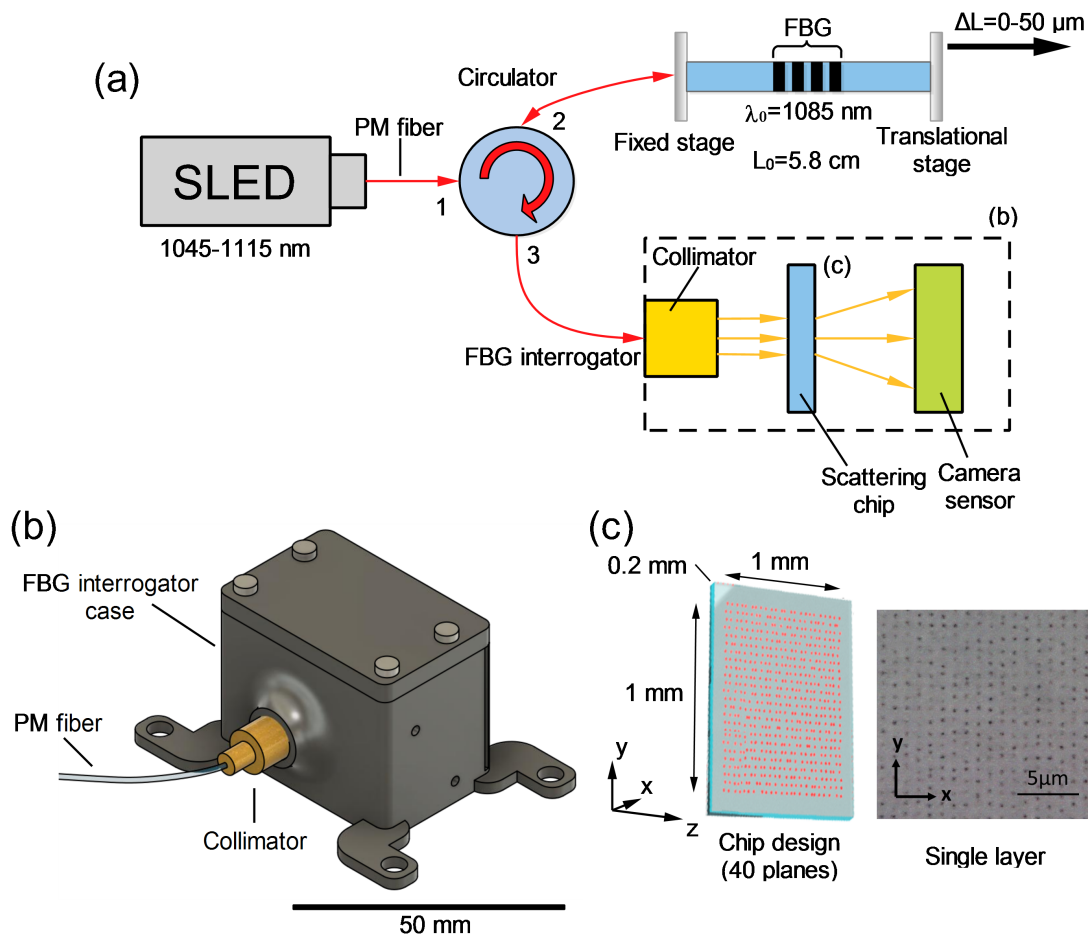 (a)
SLED
1045-1115 nm
PM fiber
1
Circulator
2
3
FBG
ΔL=0-50 µm
λ₀=1085 nm
L₀=5.8 cm
Fixed stage
Translational
stage
(b)
Collimator
(c)
FBG interrogator
Scattering
chip
Camera
sensor
(b)
FBG interrogator
case
PM fiber
Collimator
50 mm
(c)
0.2 mm
1 mm
1 mm
y
x
z
Chip design
(40 planes)
y
x
5µm
Single layer